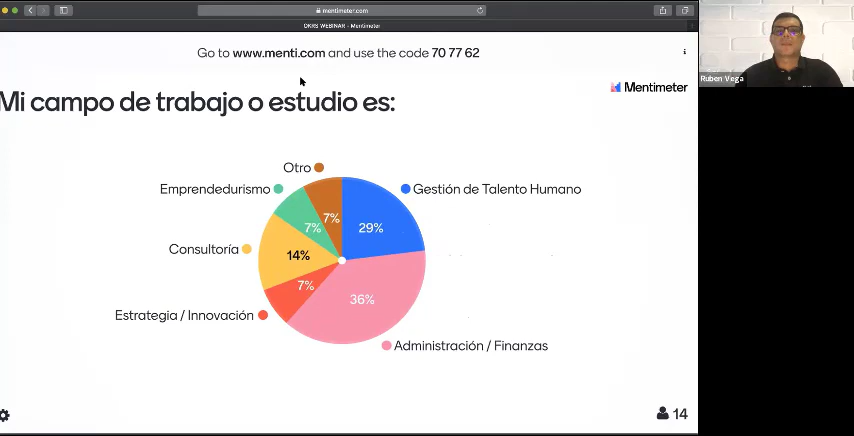 mentimeter.com
OKRS WEBINAR - Mentimeter
Go to www.menti.com and use the code 70 77 62
Mi campo de trabajo o estudio es:
Mentimeter
Otro
Emprendedurismo
Gestión de Talento Humano
7%
7%
29%
Consultoría
14%
7%
36%
Estrategia / Innovación
Administración / Finanzas
14
Ruben Vega